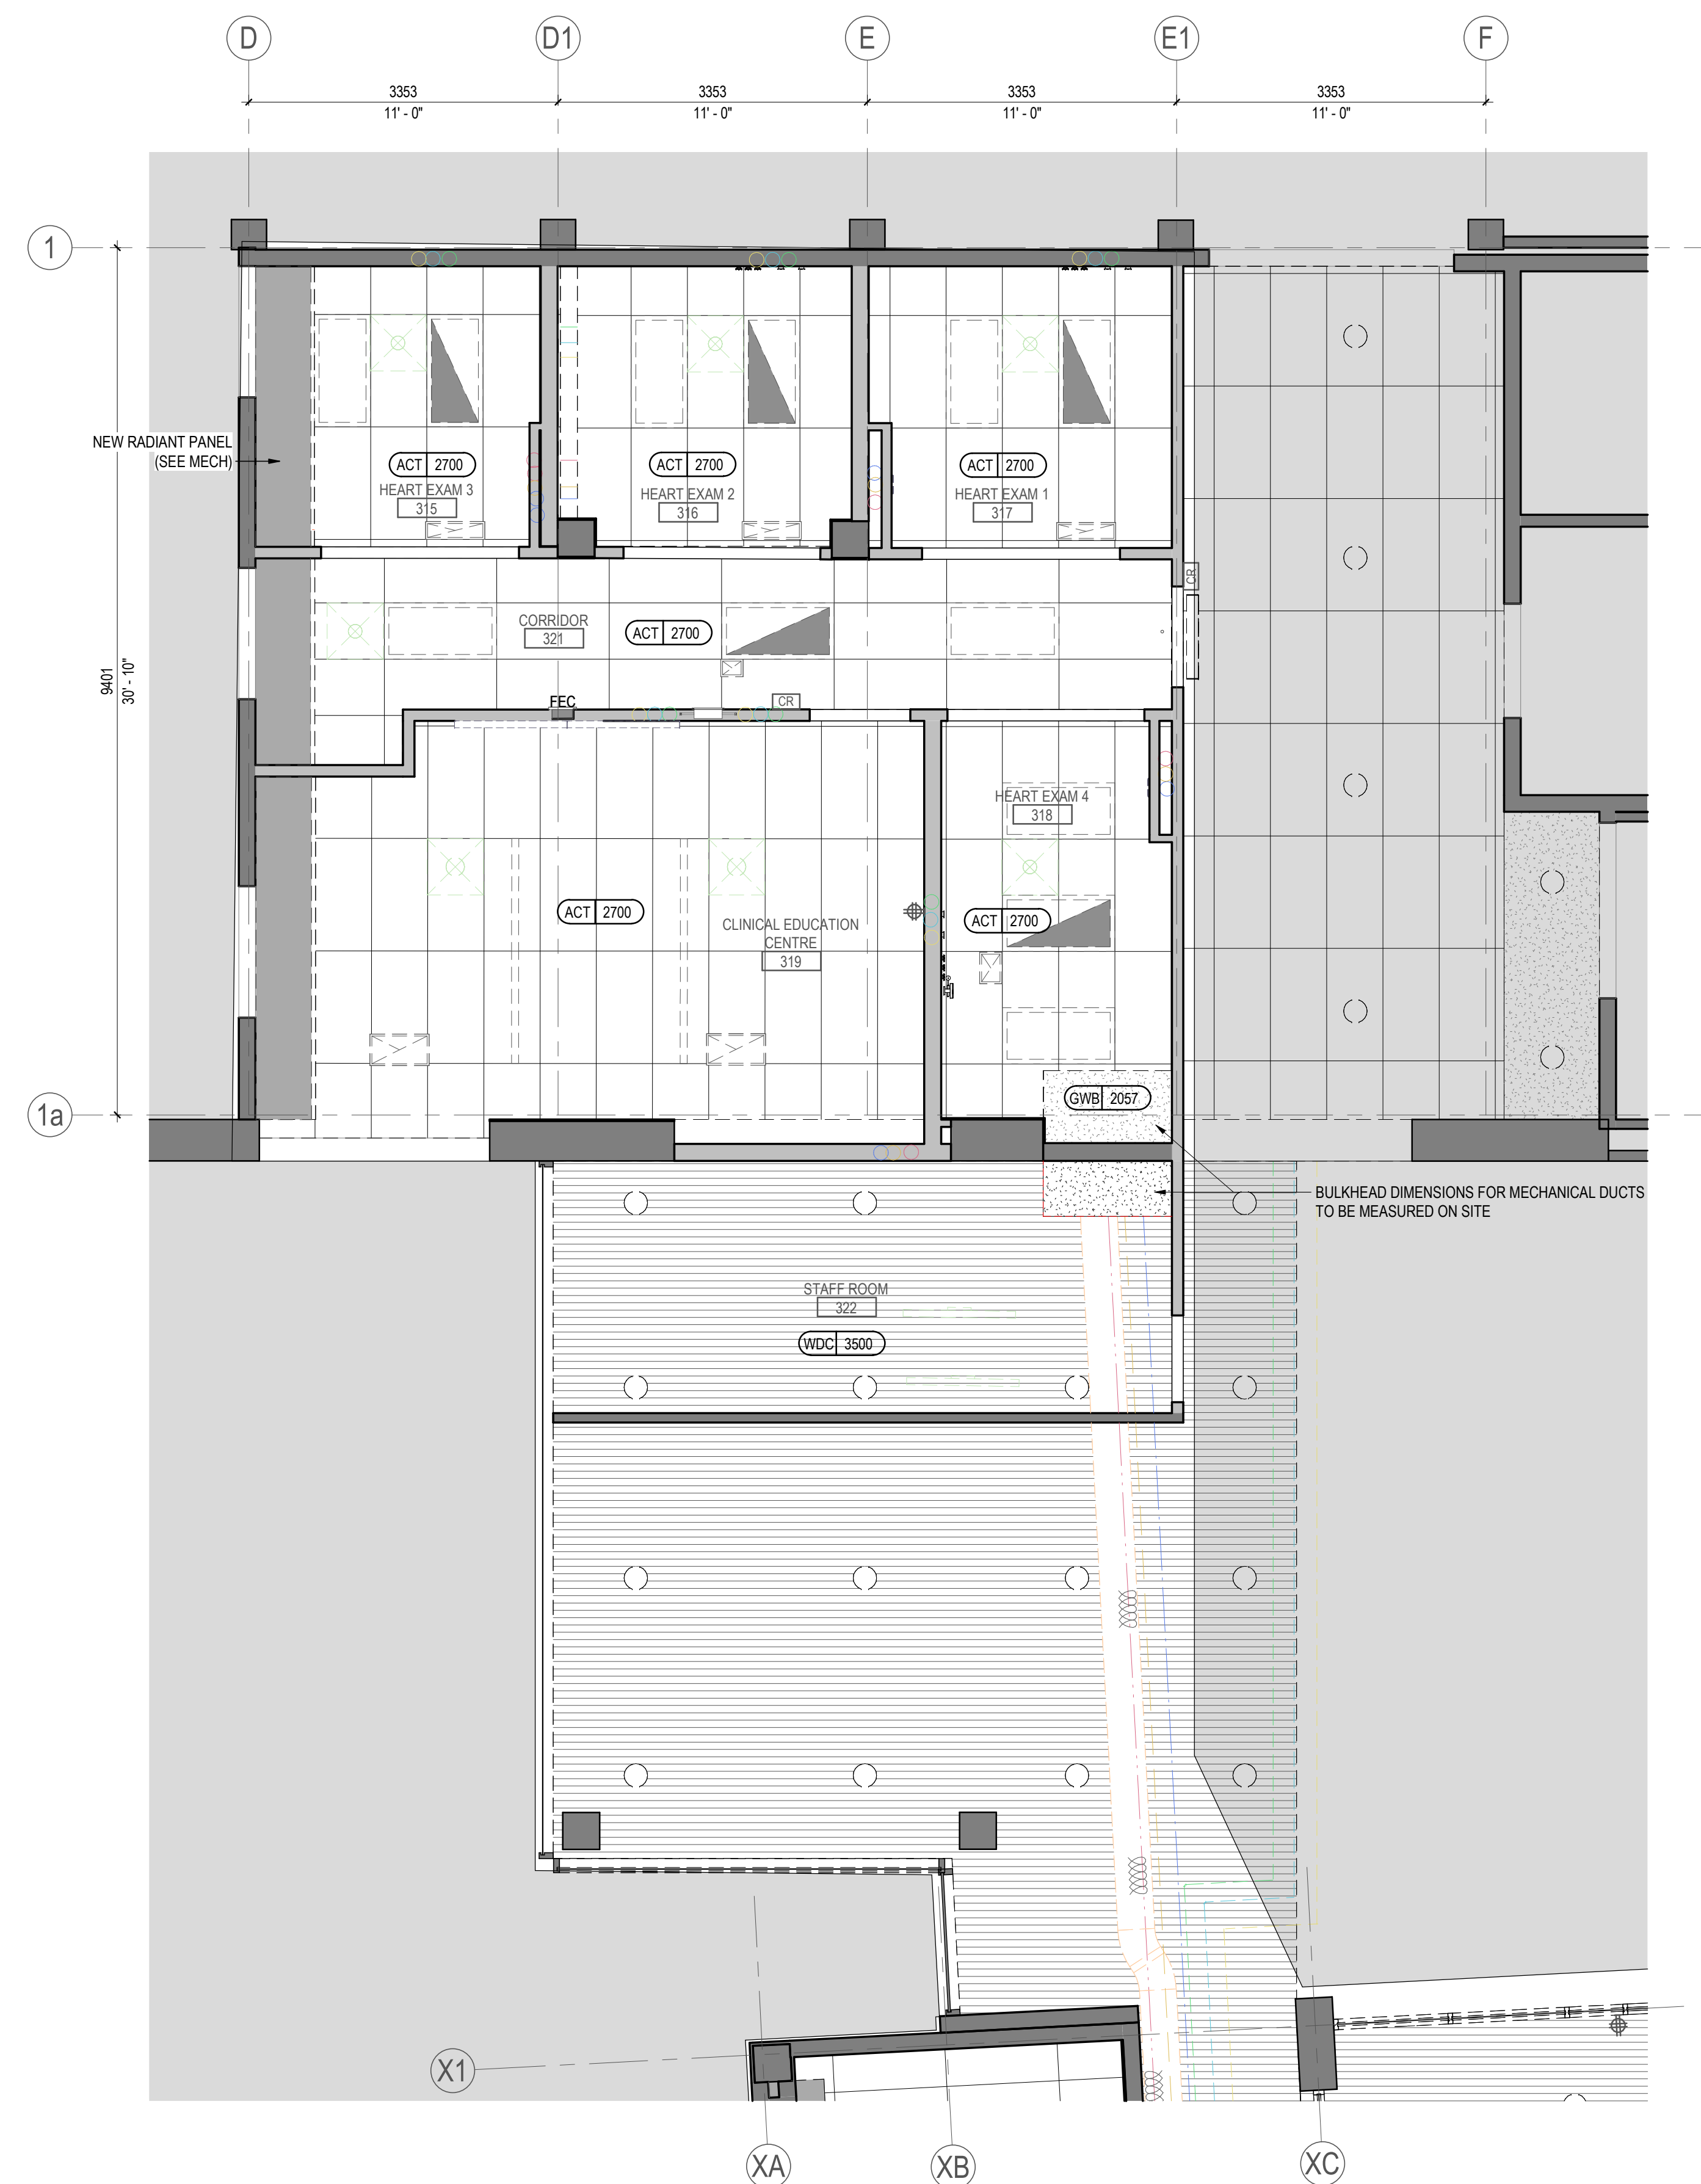 D
D1
E
E1
F
3353
11' - 0"
3353
11' - 0"
3353
11' - 0"
3353
11' - 0"
1
NEW RADIANT PANEL
(SEE MECH)
ACT 2700
HEART EXAM 3
315
ACT 2700
HEART EXAM 2
316
ACT 2700
HEART EXAM 1
317
CR
CORRIDOR
321
ACT 2700
9401
30' - 10"
FEC
CR
HEART EXAM 4
318
ACT 2700
CLINICAL EDUCATION
CENTRE
319
ACT 2700
GWB 2057
1a
BULKHEAD DIMENSIONS FOR MECHANICAL DUCTS
TO BE MEASURED ON SITE
STAFF ROOM
322
WDC 3500
X1
XA
XB
XC